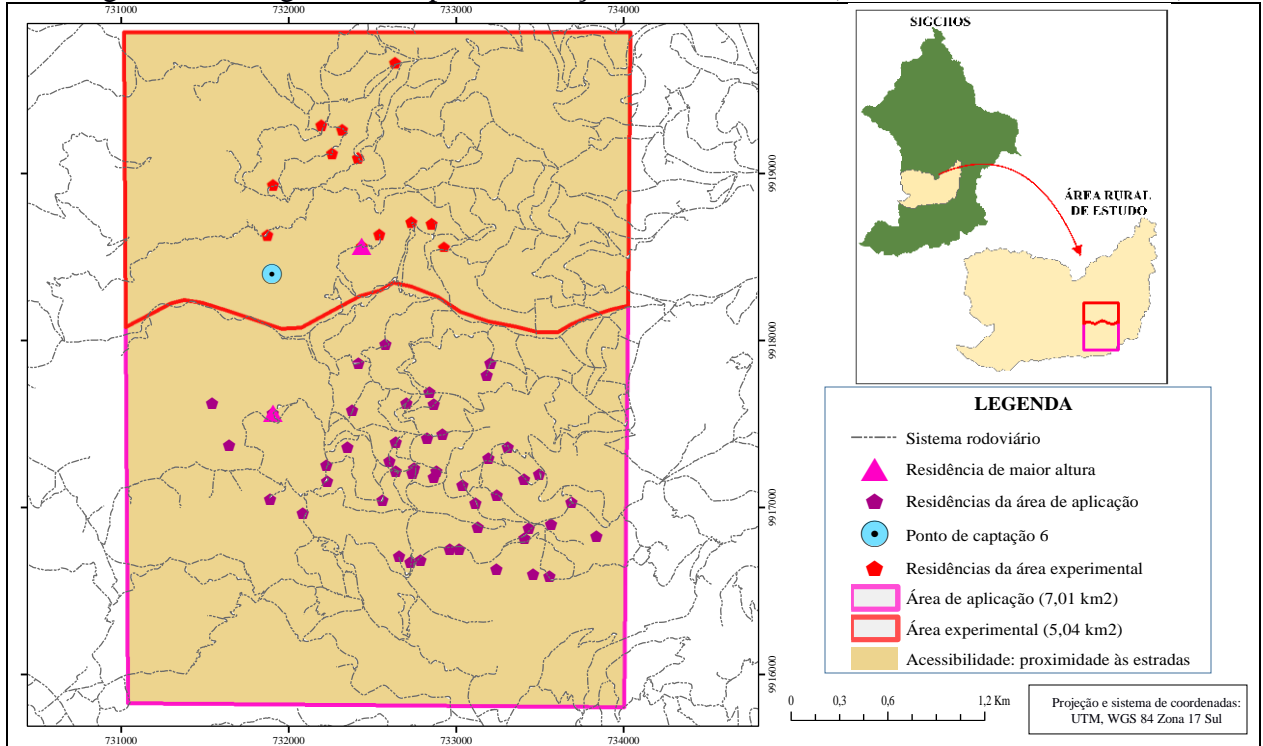 731000 732000 733000 734000
SIGCHOS
ÁREA RURAL
DE ESTUDO
9919000
9918000
9917000
9916000
9919000
9918000
9917000
9916000
LEGENDA
Sistema rodoviário
Residência de maior altura
Residências da área de aplicação
Ponto de captação 6
Residências da área experimental
Área de aplicação (7,01 km2)
Área experimental (5,04 km2)
Acessibilidade: proximidade às estradas
0 0,3 0,6 1,2 Km
Projeção e sistema de coordenadas:
UTM, WGS 84 Zona 17 Sul
731000 732000 733000 734000